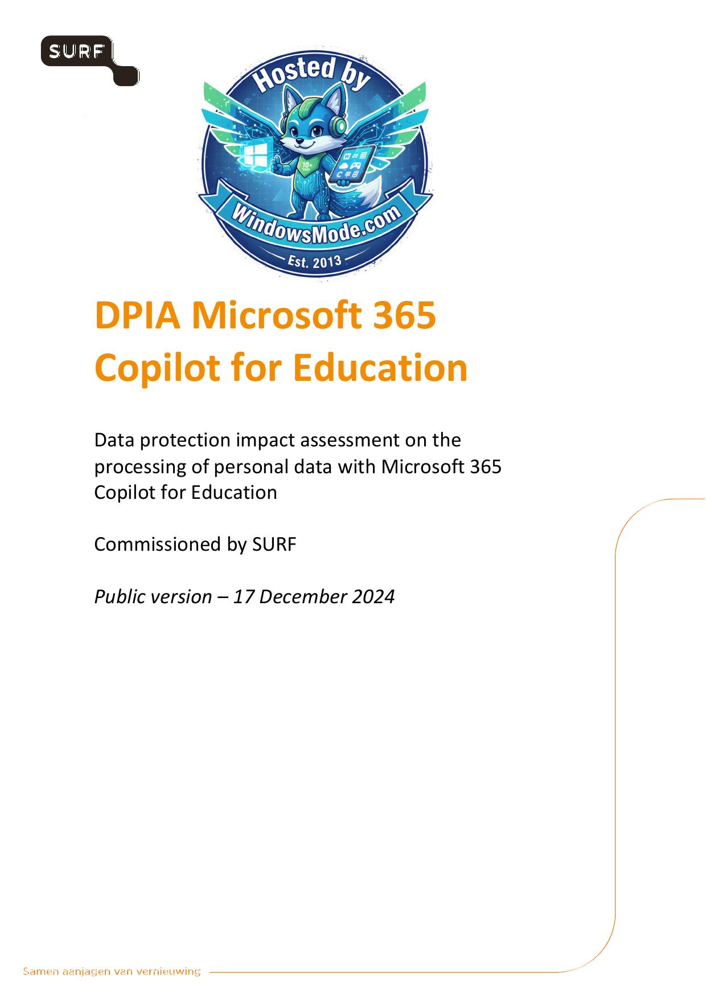 SURF
Hosted by
10+
WindowsMode.com
Est. 2013
DPIA Microsoft 365
Copilot for Education
Data protection impact assessment on the
processing of personal data with Microsoft 365
Copilot for Education
Commissioned by SURF
Public version – 17 December 2024
Samen aanjagen van vernieuwing